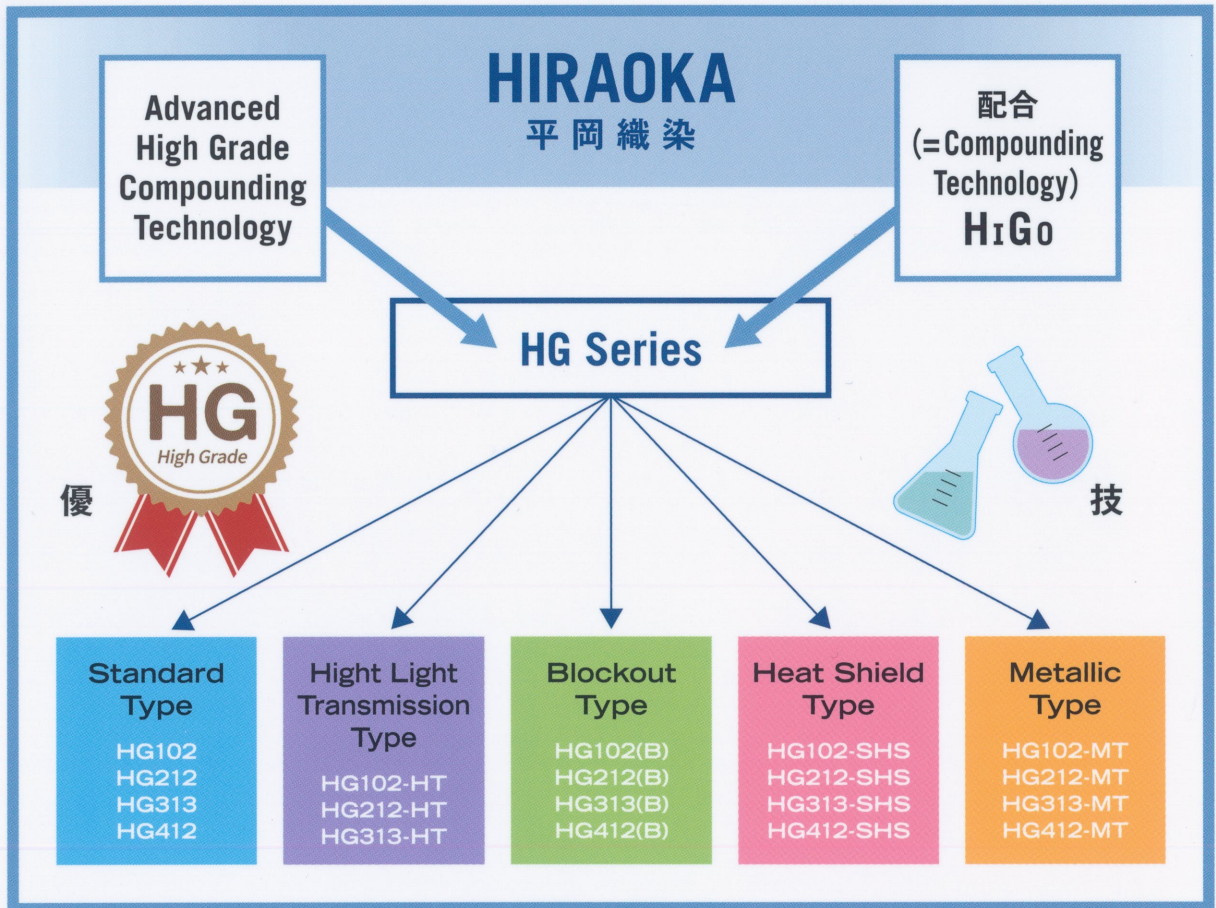 HIRAOKA
平岡織染
Advanced
High Grade
Compounding
Technology
配合
(=Compounding
Technology)
HIGO
HG Series
HG
High Grade
優
技
Standard
Type
HG102
HG212
HG313
HG412
Hight Light
Transmission
Type
HG102-HT
HG212-HT
HG313-HT
Blockout
Type
HG102(B)
HG212(B)
HG313(B)
HG412(B)
Heat Shield
Type
HG102-SHS
HG212-SHS
HG313-SHS
HG412-SHS
Metallic
Type
HG102-MT
HG212-MT
HG313-MT
HG412-MT